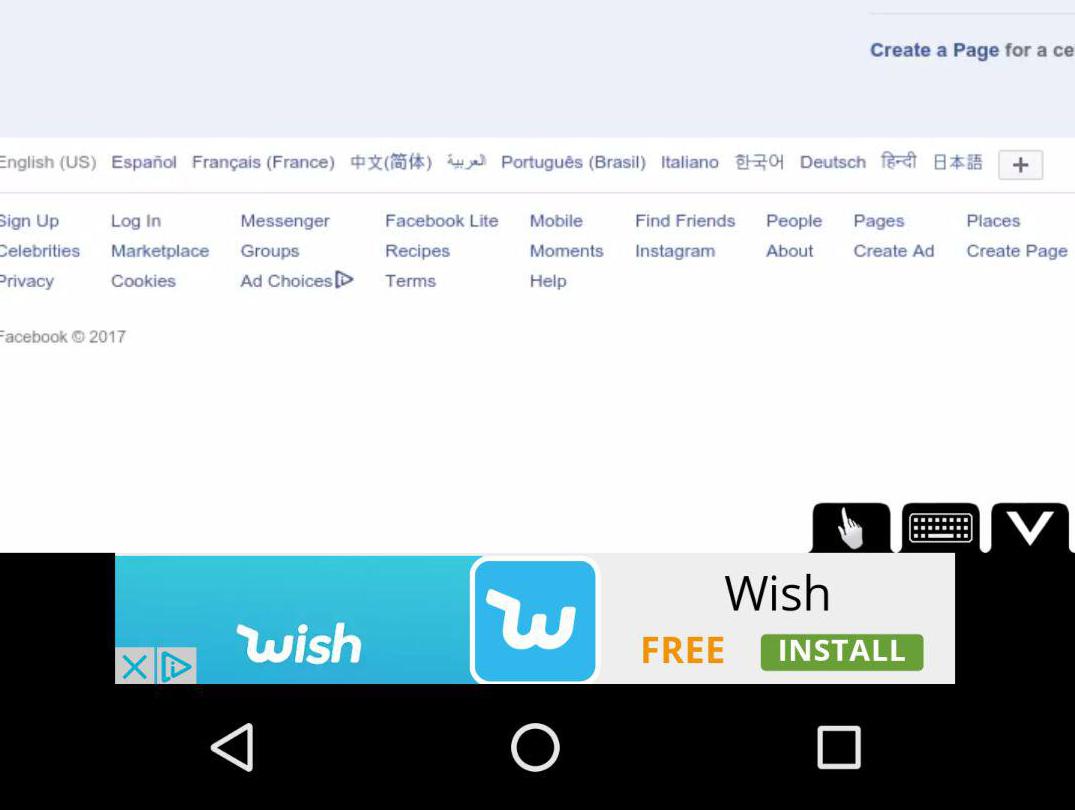 Create a Page for a ce
English (US) Español Français (France) 中文(简体) العربية Português (Brasil) Italiano 한국어 Deutsch हिन्दी 日本語 +
Sign Up Log In Messenger Facebook Lite Mobile Find Friends People Pages Places
Celebrities Marketplace Groups Recipes Moments Instagram About Create Ad Create Page
Privacy Cookies Ad Choices Terms Help
Facebook © 2017
wish
Wish
FREE INSTALL